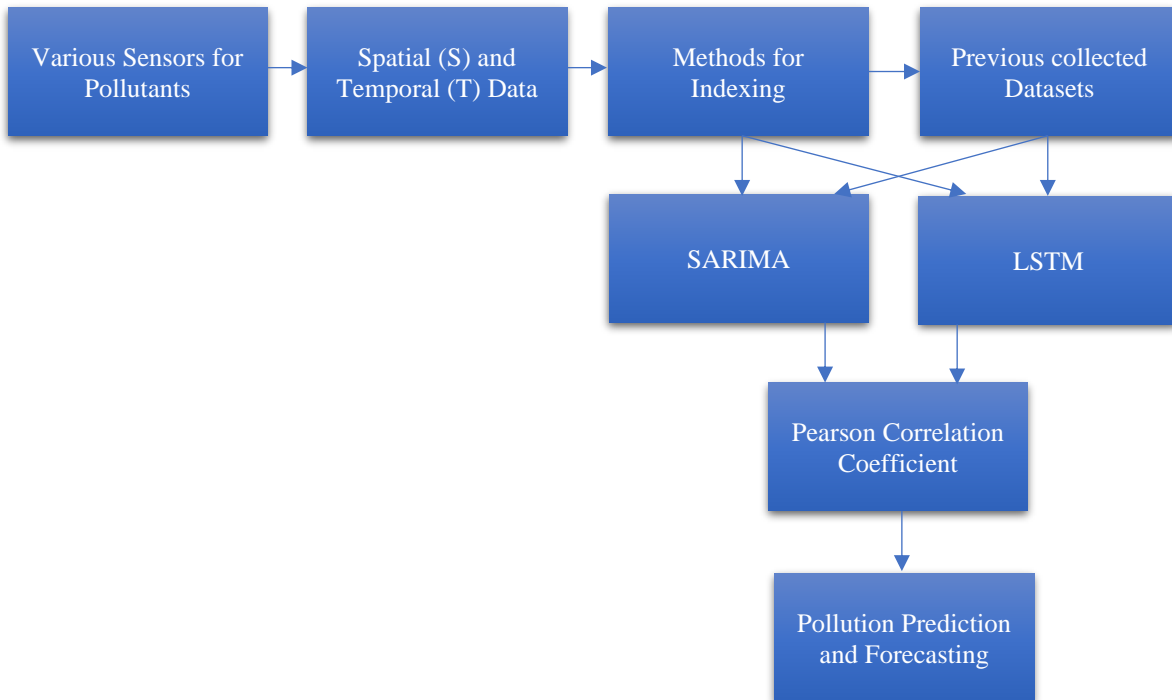 Various Sensors for
Pollutants
Spatial (S) and
Temporal (T) Data
Methods for
Indexing
Previous collected
Datasets
SARIMA
LSTM
Pearson Correlation
Coefficient
Pollution Prediction
and Forecasting